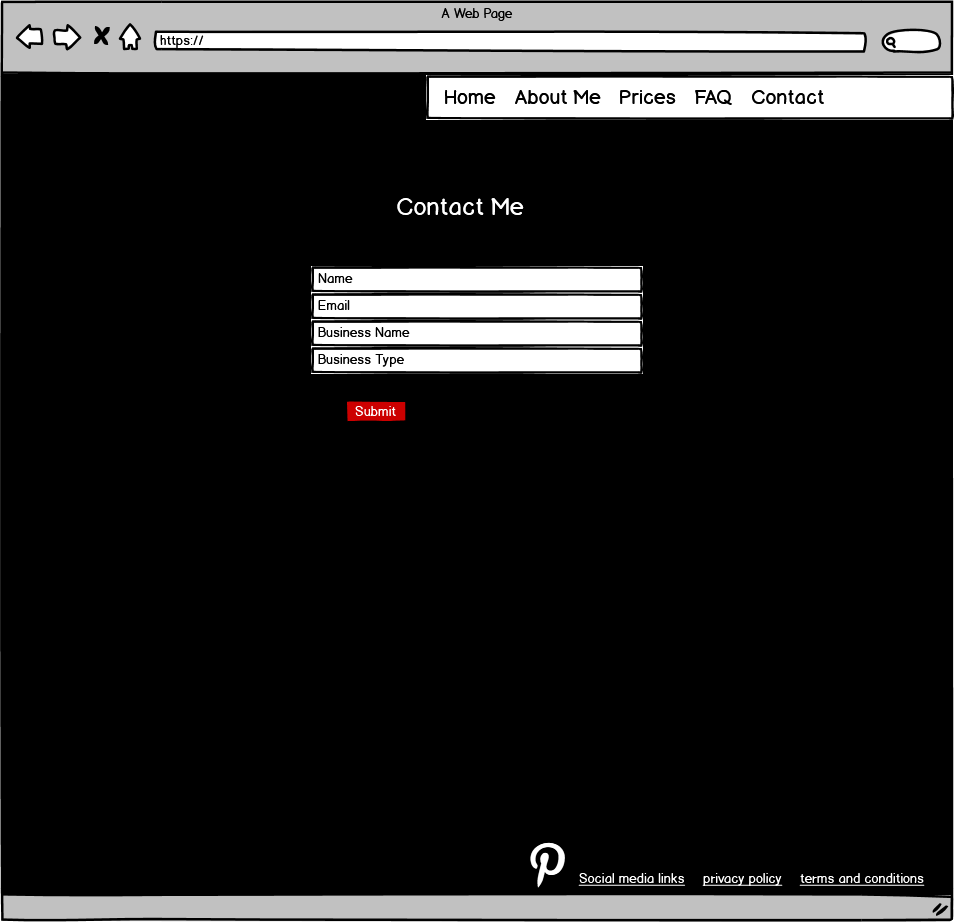 A Web Page
https://
Home About Me Prices FAQ Contact
Contact Me
Name
Email
Business Name
Business Type
Submit
Social media links privacy policy terms and conditions